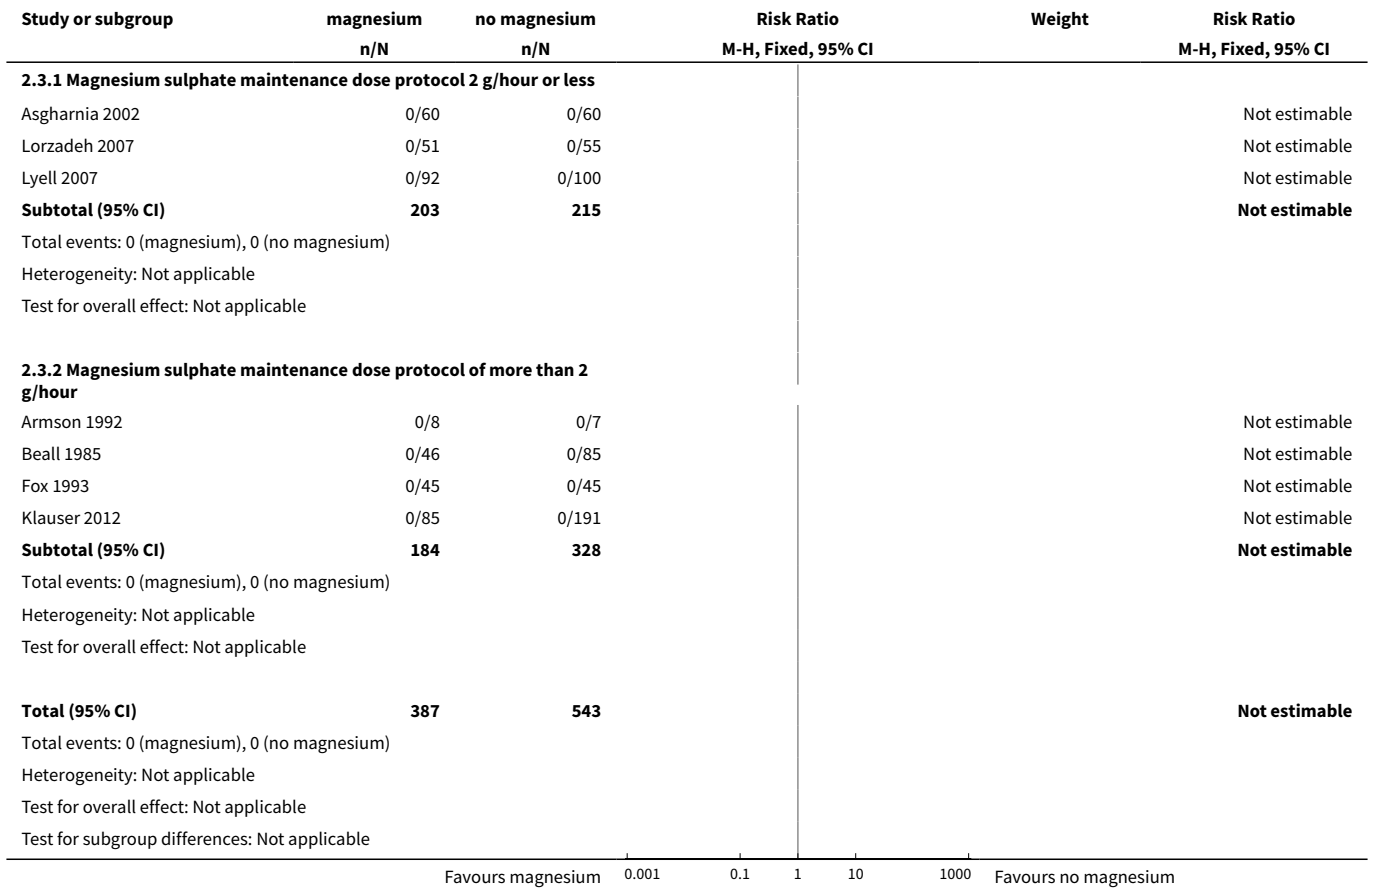 Study or subgroup magnesium no magnesium Risk Ratio Weight Risk Ratio
n/N n/N M-H, Fixed, 95% CI M-H, Fixed, 95% CI
2.3.1 Magnesium sulphate maintenance dose protocol 2 g/hour or less
Asgharnia 2002 0/60 0/60 Not estimable
Lorzadeh 2007 0/51 0/55 Not estimable
Lyell 2007 0/92 0/100 Not estimable
Subtotal (95% CI) 203 215 Not estimable
Total events: 0 (magnesium), 0 (no magnesium)
Heterogeneity: Not applicable
Test for overall effect: Not applicable
2.3.2 Magnesium sulphate maintenance dose protocol of more than 2
g/hour
Armson 1992 0/8 0/7 Not estimable
Beall 1985 0/46 0/85 Not estimable
Fox 1993 0/45 0/45 Not estimable
Klauser 2012 0/85 0/191 Not estimable
Subtotal (95% CI) 184 328 Not estimable
Total events: 0 (magnesium), 0 (no magnesium)
Heterogeneity: Not applicable
Test for overall effect: Not applicable
Total (95% CI) 387 543 Not estimable
Total events: 0 (magnesium), 0 (no magnesium)
Heterogeneity: Not applicable
Test for overall effect: Not applicable
Test for subgroup differences: Not applicable
Favours magnesium 0.001 0.1 1 10 1000 Favours no magnesium